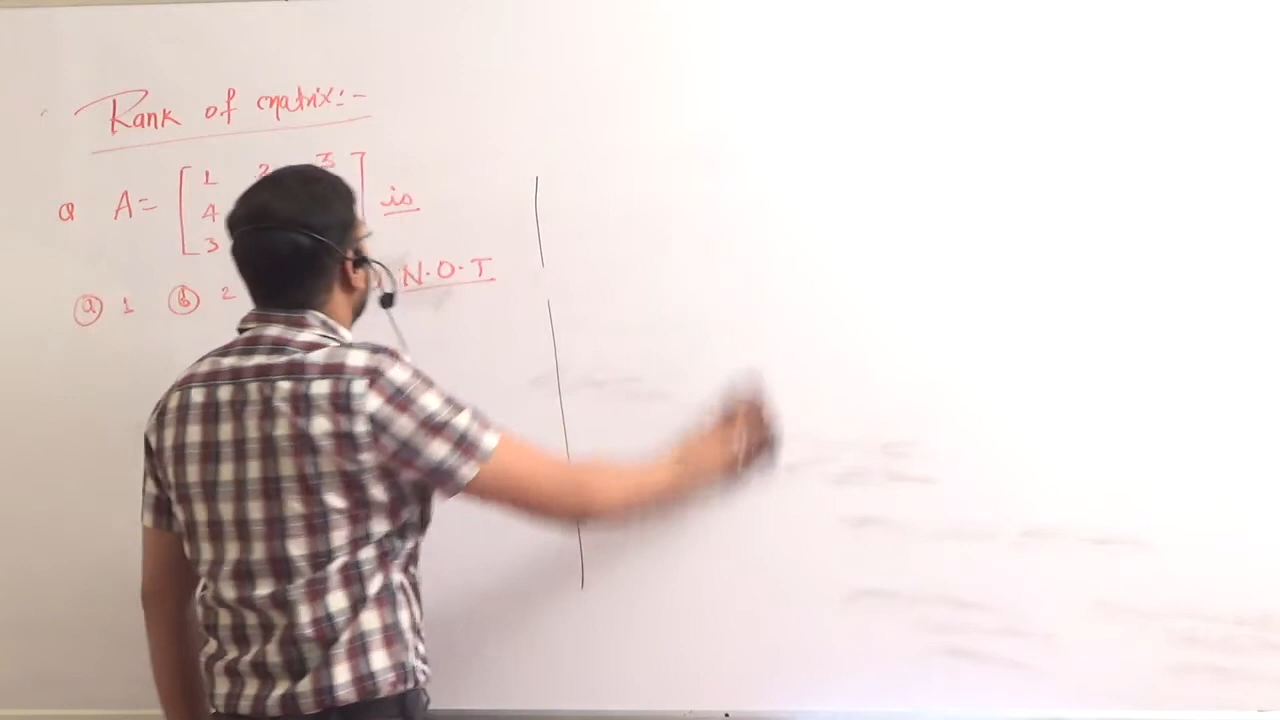 Rank of matrix:-
1 2 3
Q A= 4 is
3
N.O.T
(a) 1 (b) 2